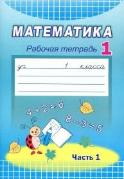 МАТЕМАТИКА
Рабочая тетрадь 1
уч 1 класса
Часть 1